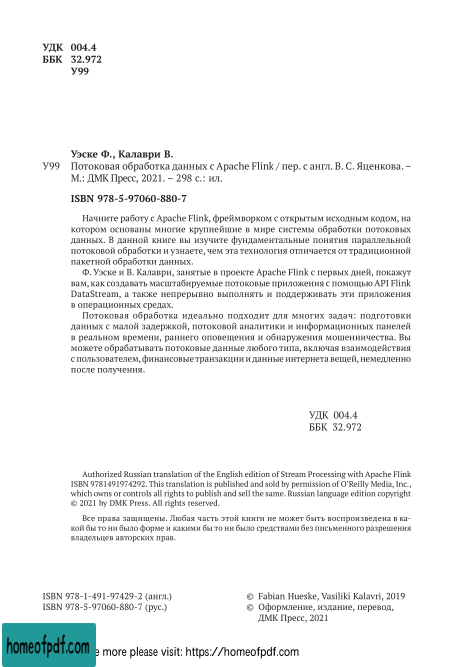 УДК 004.4
ББК 32.972
У99
Уэске Ф., Калаври В.
У99 Потоковая обработка данных с Apache Flink / пер. с англ. В. С. Яценкова. –
М.: ДМК Пресс, 2021. – 298 с.: ил.
ISBN 978-5-97060-880-7
Начните работу с Apache Flink, фреймворком с открытым исходным кодом, на
котором основаны многие крупнейшие в мире системы обработки потоковых
данных. В данной книге вы изучите фундаментальные понятия параллельной
потоковой обработки и узнаете, чем эта технология отличается от традиционной
пакетной обработки данных.
Ф. Уэске и В. Калаври, занятые в проекте Apache Flink с первых дней, покажут
вам, как создавать масштабируемые потоковые приложения с помощью API Flink
DataStream, а также непрерывно выполнять и поддерживать эти приложения
в операционных средах.
Потоковая обработка идеально подходит для многих задач: подготовки
данных с малой задержкой, потоковой аналитики и информационных панелей
в реальном времени, раннего оповещения и обнаружения мошенничества. Вы
можете обрабатывать потоковые данные любого типа, включая взаимодействия
с пользователем, финансовые транзакции и данные интернета вещей, немедленно
после получения.
УДК 004.4
ББК 32.972
Authorized Russian translation of the English edition of Stream Processing with Apache Flink
ISBN 9781491974292. This translation is published and sold by permission of O'Reilly Media, Inc.,
which owns or controls all rights to publish and sell the same. Russian language edition copyright
© 2021 by DMK Press. All rights reserved.
Все права защищены. Любая часть этой книги не может быть воспроизведена в ка-
кой бы то ни было форме и какими бы то ни было средствами без письменного разрешения
владельцев авторских прав.
ISBN 978-1-491-97429-2 (англ.)
ISBN 978-5-97060-880-7 (рус.)
© Fabian Hueske, Vasiliki Kalavri, 2019
© Оформление, издание, перевод,
ДМК Пресс, 2021
homeofpdf.com
e more please visit: https://homeofpdf.com